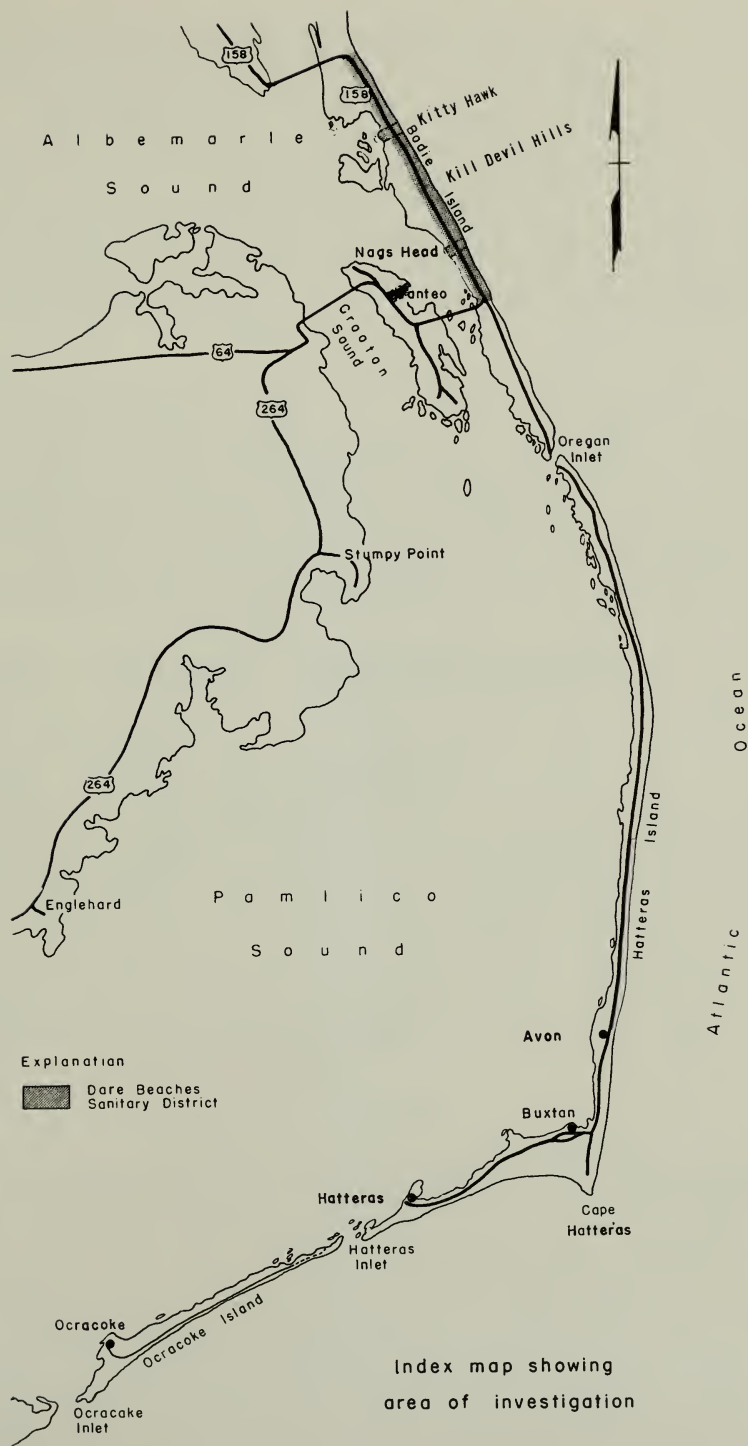 158
158
Kitty Hawk
Albemarle
Sound
Bodie
Island
Kill Devil Hills
Nags Head
Manteo
Croaton
Sound
64
264
Oregon
Inlet
Stumpy Point
Ocean
Atlantic
264
Island
Hatteras
Englehard
Pamlico
Sound
Avon
Explanation
Dare Beaches
Sanitary District
Buxtan
Hatteras
Cape
Hatteras
Hatteras
Inlet
Ocracoke
Ocracoke Island
Ocracake
Inlet
Index map showing
area of investigation